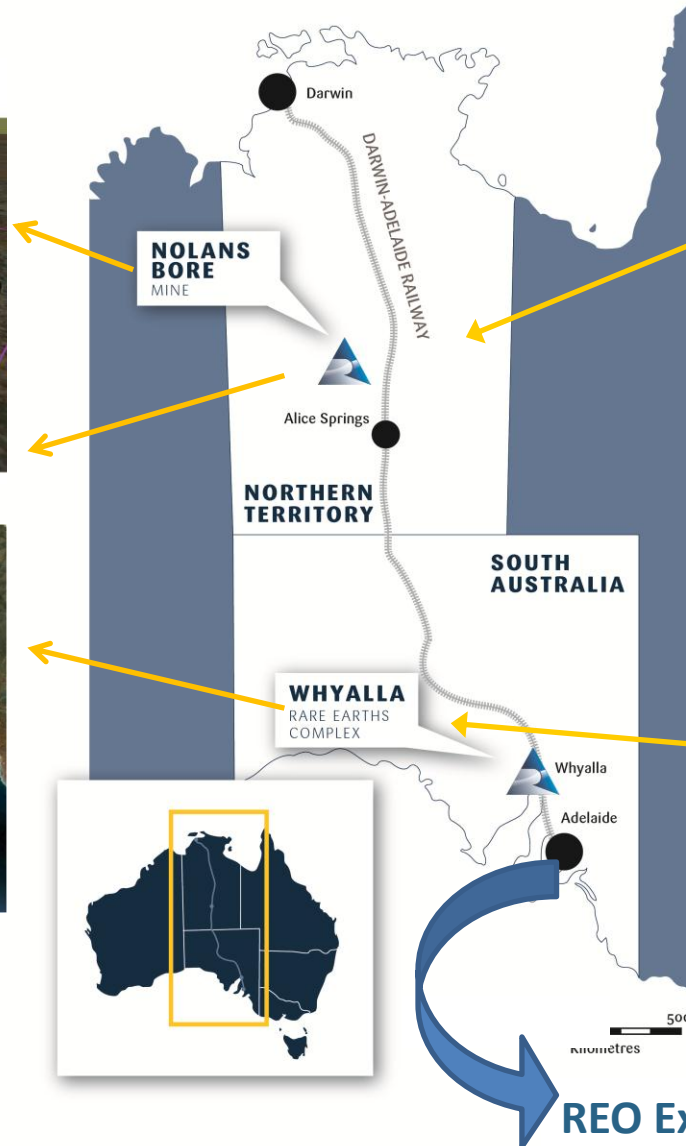 Darwin
DARWIN-ADELAIDE RAILWAY
NOLANS
BORE
MINE
Alice Springs
NORTHERN
TERRITORY
SOUTH
AUSTRALIA
WHYALLA
RARE EARTHS
COMPLEX
Whyalla
Adelaide
500
Kilometres
REO Ex